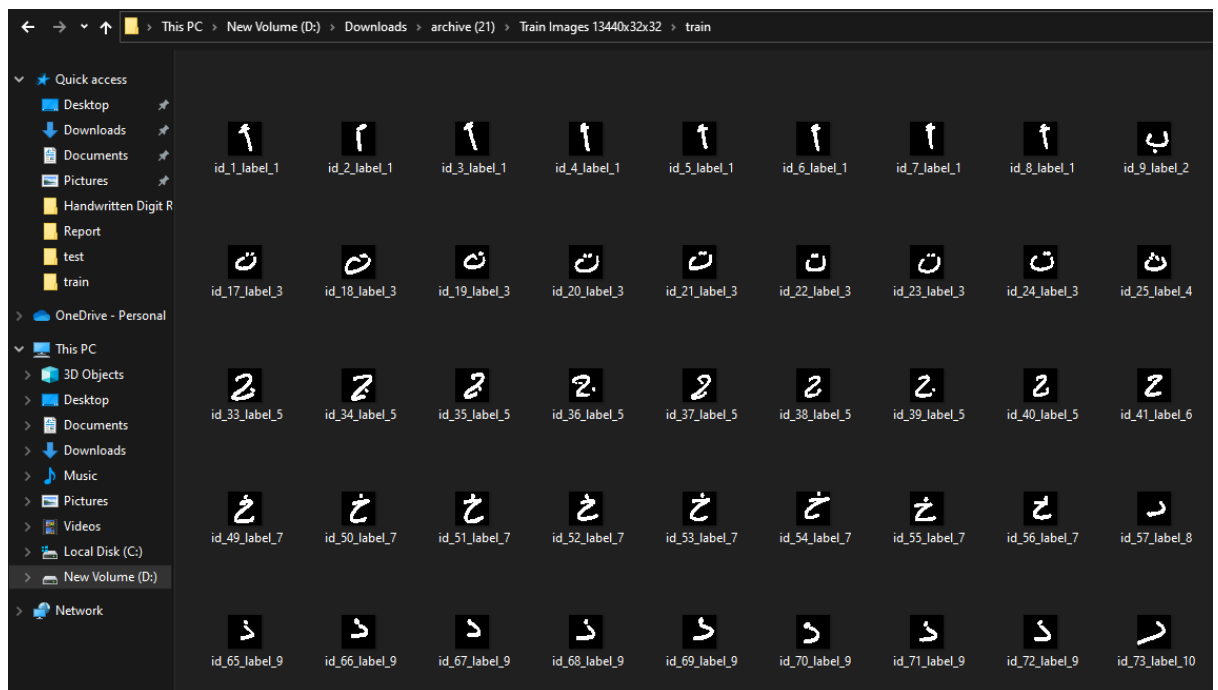 This PC > New Volume (D:) > Downloads > archive (21) > Train Images 13440x32x32 > train
Quick access
Desktop
Downloads
Documents
Pictures
Handwritten Digit R
Report
test
train
OneDrive - Personal
This PC
3D Objects
Desktop
Documents
Downloads
Music
Pictures
Videos
Local Disk (C:)
New Volume (D:)
Network
أ أ أ أ أ أ أ أ ب
id_1_label_1 id_2_label_1 id_3_label_1 id_4_label_1 id_5_label_1 id_6_label_1 id_7_label_1 id_8_label_1 id_9_label_2
ت ت ت ت ت ت ت ت ث
id_17_label_3 id_18_label_3 id_19_label_3 id_20_label_3 id_21_label_3 id_22_label_3 id_23_label_3 id_24_label_3 id_25_label_4
ج ج ج ج ج ج ج ج ح
id_33_label_5 id_34_label_5 id_35_label_5 id_36_label_5 id_37_label_5 id_38_label_5 id_39_label_5 id_40_label_5 id_41_label_6
خ خ خ خ خ خ خ خ د
id_49_label_7 id_50_label_7 id_51_label_7 id_52_label_7 id_53_label_7 id_54_label_7 id_55_label_7 id_56_label_7 id_57_label_8
ذ ذ ذ ذ ذ ذ ذ ذ ر
id_65_label_9 id_66_label_9 id_67_label_9 id_68_label_9 id_69_label_9 id_70_label_9 id_71_label_9 id_72_label_9 id_73_label_10